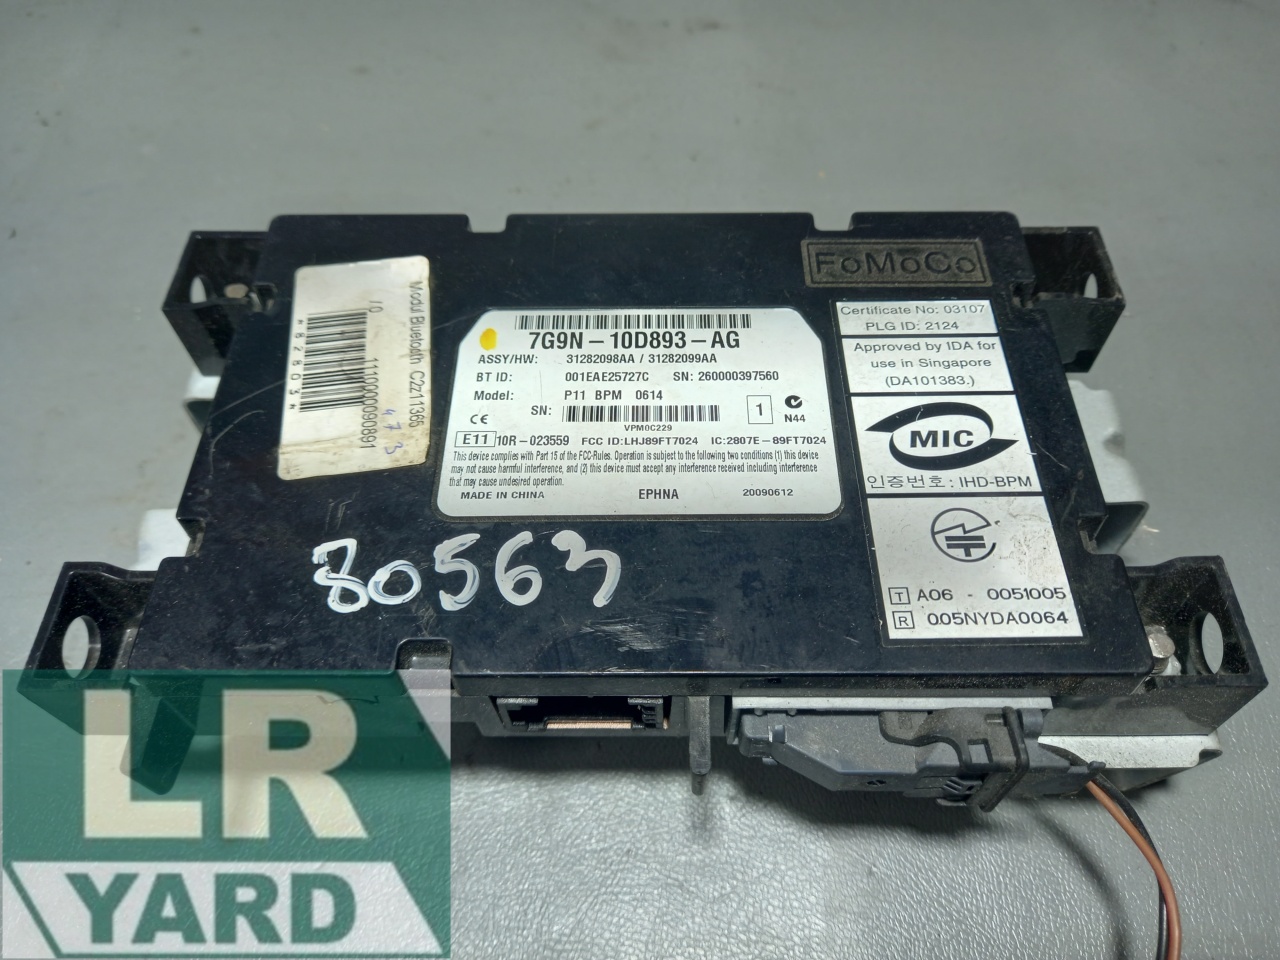 FoMoCo
Modul Bluetooth C2Z11365
1110090090891
10
*82803*
473
7G9N-10D893-AG
ASSY/HW: 31282098AA / 31282099AA
BT ID: 001EAE25727C SN: 260000397560
Model: P11 BPM 0614
SN:
VPM0C229
1
N44
CE
E11 10R-023559 FCC ID:LHJ89FT7024 IC:2807E-89FT7024
This device complies with Part 15 of the FCC-Rules. Operation is subject to the following two conditions (1) this device
may not cause harmful interference, and (2) this device must accept any interference received including interference
that may cause undesired operation.
MADE IN CHINA EPHNA 20090612
Certificate No: 03107
PLG ID: 2124
Approved by IDA for
use in Singapore
(DA101383.)
MIC
인증번호: IHD-BPM
T A06 - 0051005
R 005NYDA0064
80563
LR
YARD